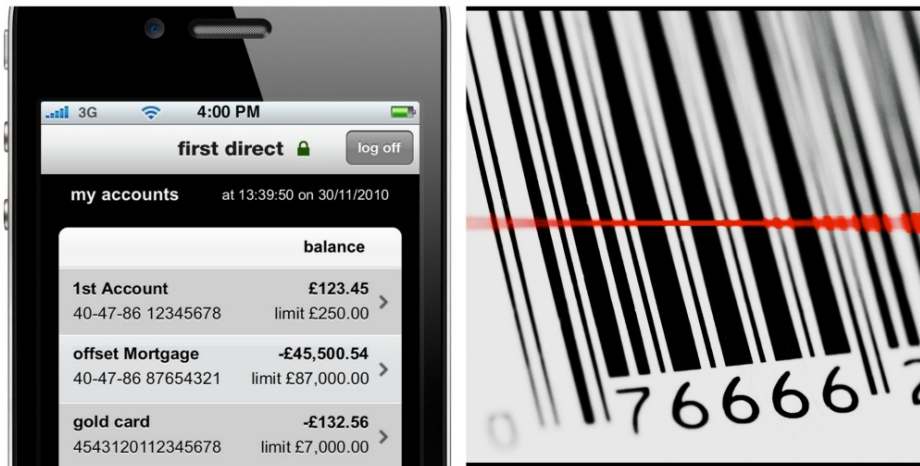 3G 4:00 PM
first direct log off
my accounts at 13:39:50 on 30/11/2010
balance
1st Account £123.45
40-47-86 12345678 limit £250.00
offset Mortgage -£45,500.54
40-47-86 87654321 limit £87,000.00
gold card -£132.56
4543120112345678 limit £7,000.00
0 76666 2